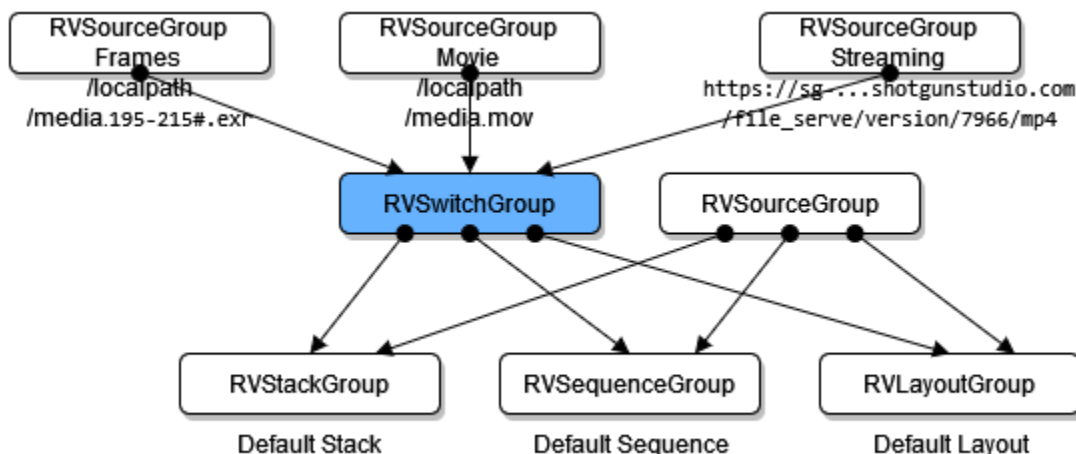 RVSourceGroup
Frames
/localpath
/media.195-215#.exr
RVSourceGroup
Movie
/localpath
/media.mov
RVSourceGroup
Streaming
https://sg-...shotgunstudio.com
/file_serve/version/7966/mp4
RVSwitchGroup
RVSourceGroup
RVStackGroup
RVSequenceGroup
RVLayoutGroup
Default Stack
Default Sequence
Default Layout